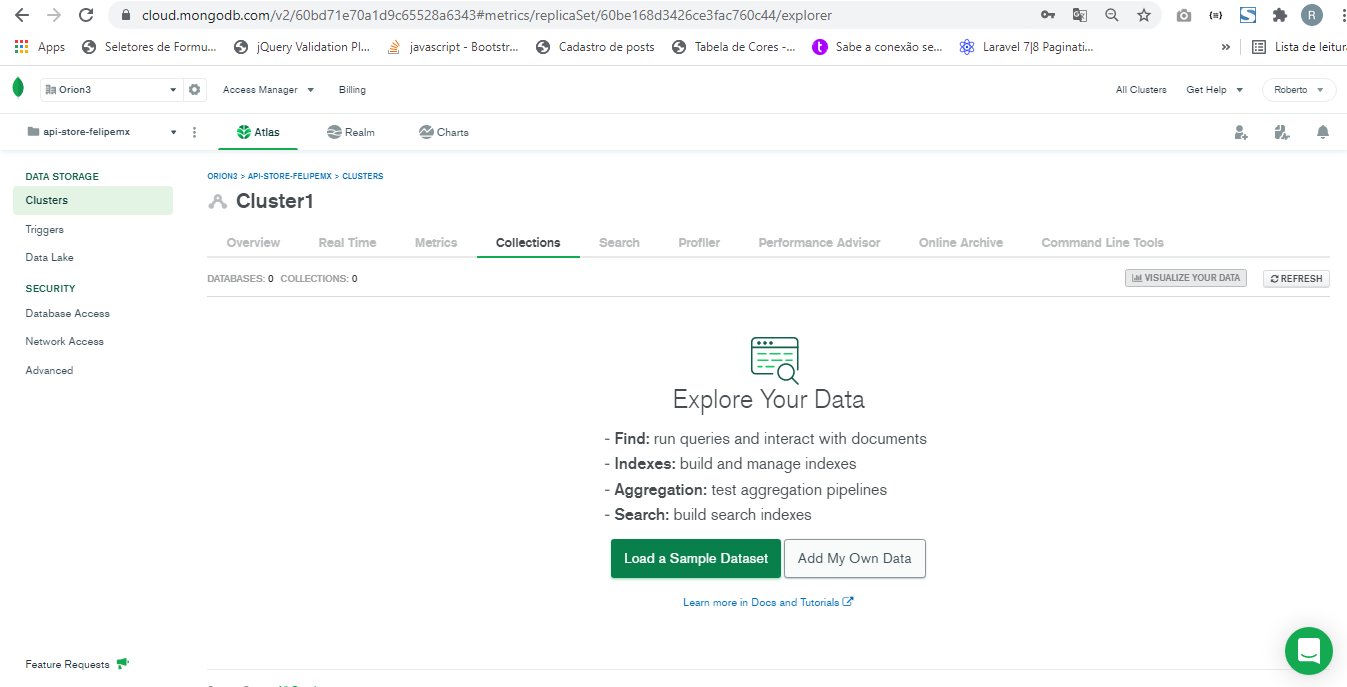 cloud.mongodb.com/v2/60bd71e70a1d9c65528a6343#metrics/replicaSet/60be168d3426ce3fac760c44/explorer
R
Apps Seletores de Formu... jQuery Validation Pl... javascript - Bootstr... Cadastro de posts Tabela de Cores -... Sabe a conexão se... Laravel 7|8 Paginati... » Lista de leitur
Orion3 Access Manager Billing All Clusters Get Help Roberto
api-store-felipemx Atlas Realm Charts
DATA STORAGE
Clusters
Triggers
Data Lake
SECURITY
Database Access
Network Access
Advanced
Feature Requests
ORION3 > API-STORE-FELIPEMX > CLUSTERS
Cluster1
Overview Real Time Metrics Collections Search Profiler Performance Advisor Online Archive Command Line Tools
DATABASES: 0 COLLECTIONS: 0 VISUALIZE YOUR DATA REFRESH
Explore Your Data
- Find: run queries and interact with documents
- Indexes: build and manage indexes
- Aggregation: test aggregation pipelines
- Search: build search indexes
Load a Sample Dataset Add My Own Data
Learn more in Docs and Tutorials